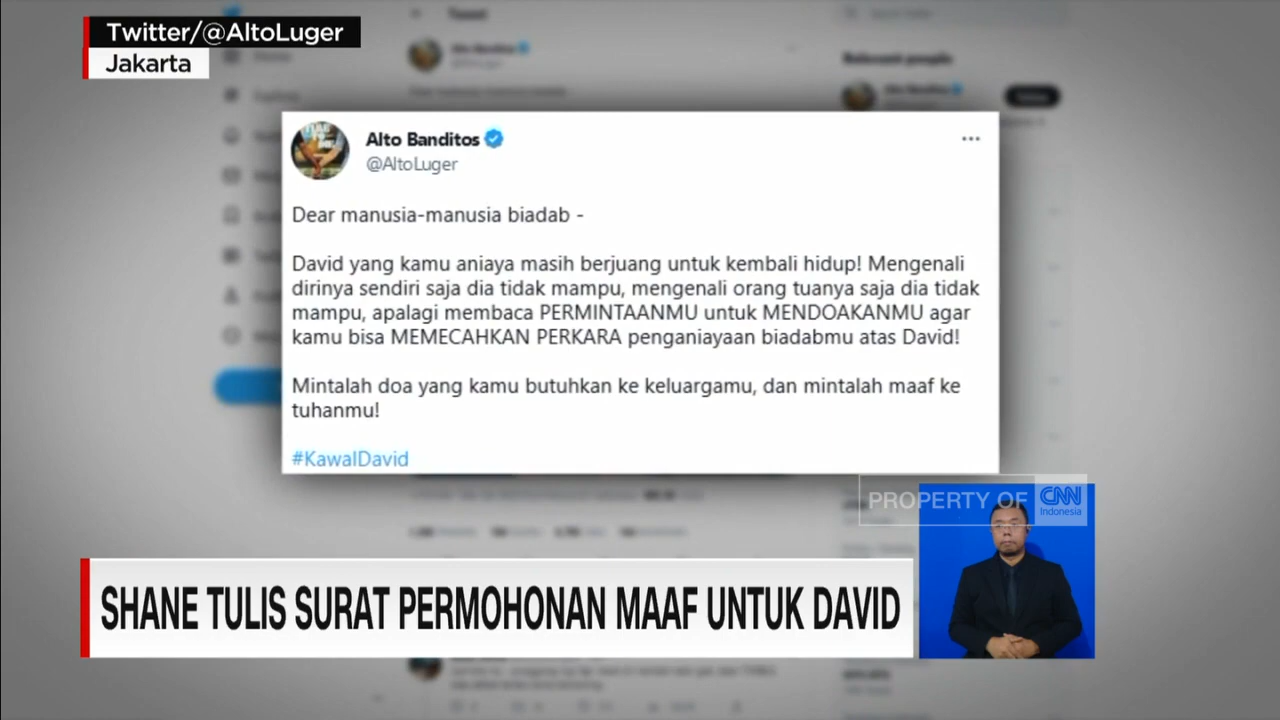 Twitter/@AltoLuger
Jakarta
Alto Banditos
@AltoLuger
Dear manusia-manusia biadab -
David yang kamu aniaya masih berjuang untuk kembali hidup! Mengenali
dirinya sendiri saja dia tidak mampu, mengenali orang tuanya saja dia tidak
mampu, apalagi membaca PERMINTAANMU untuk MENDOAKANMU agar
kamu bisa MEMECAHKAN PERKARA penganiayaan biadabmu atas David!
Mintalah doa yang kamu butuhkan ke keluargamu, dan mintalah maaf ke
tuhanmu!
#KawalDavid
PROPERTY OF CNN
Indonesia
SHANE TULIS SURAT PERMOHONAN MAAF UNTUK DAVID